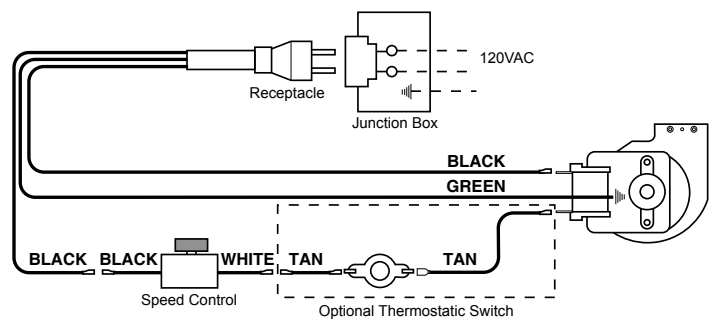 120VAC
Receptacle
Junction Box
BLACK
GREEN
BLACK BLACK WHITE TAN TAN
Speed Control
Optional Thermostatic Switch